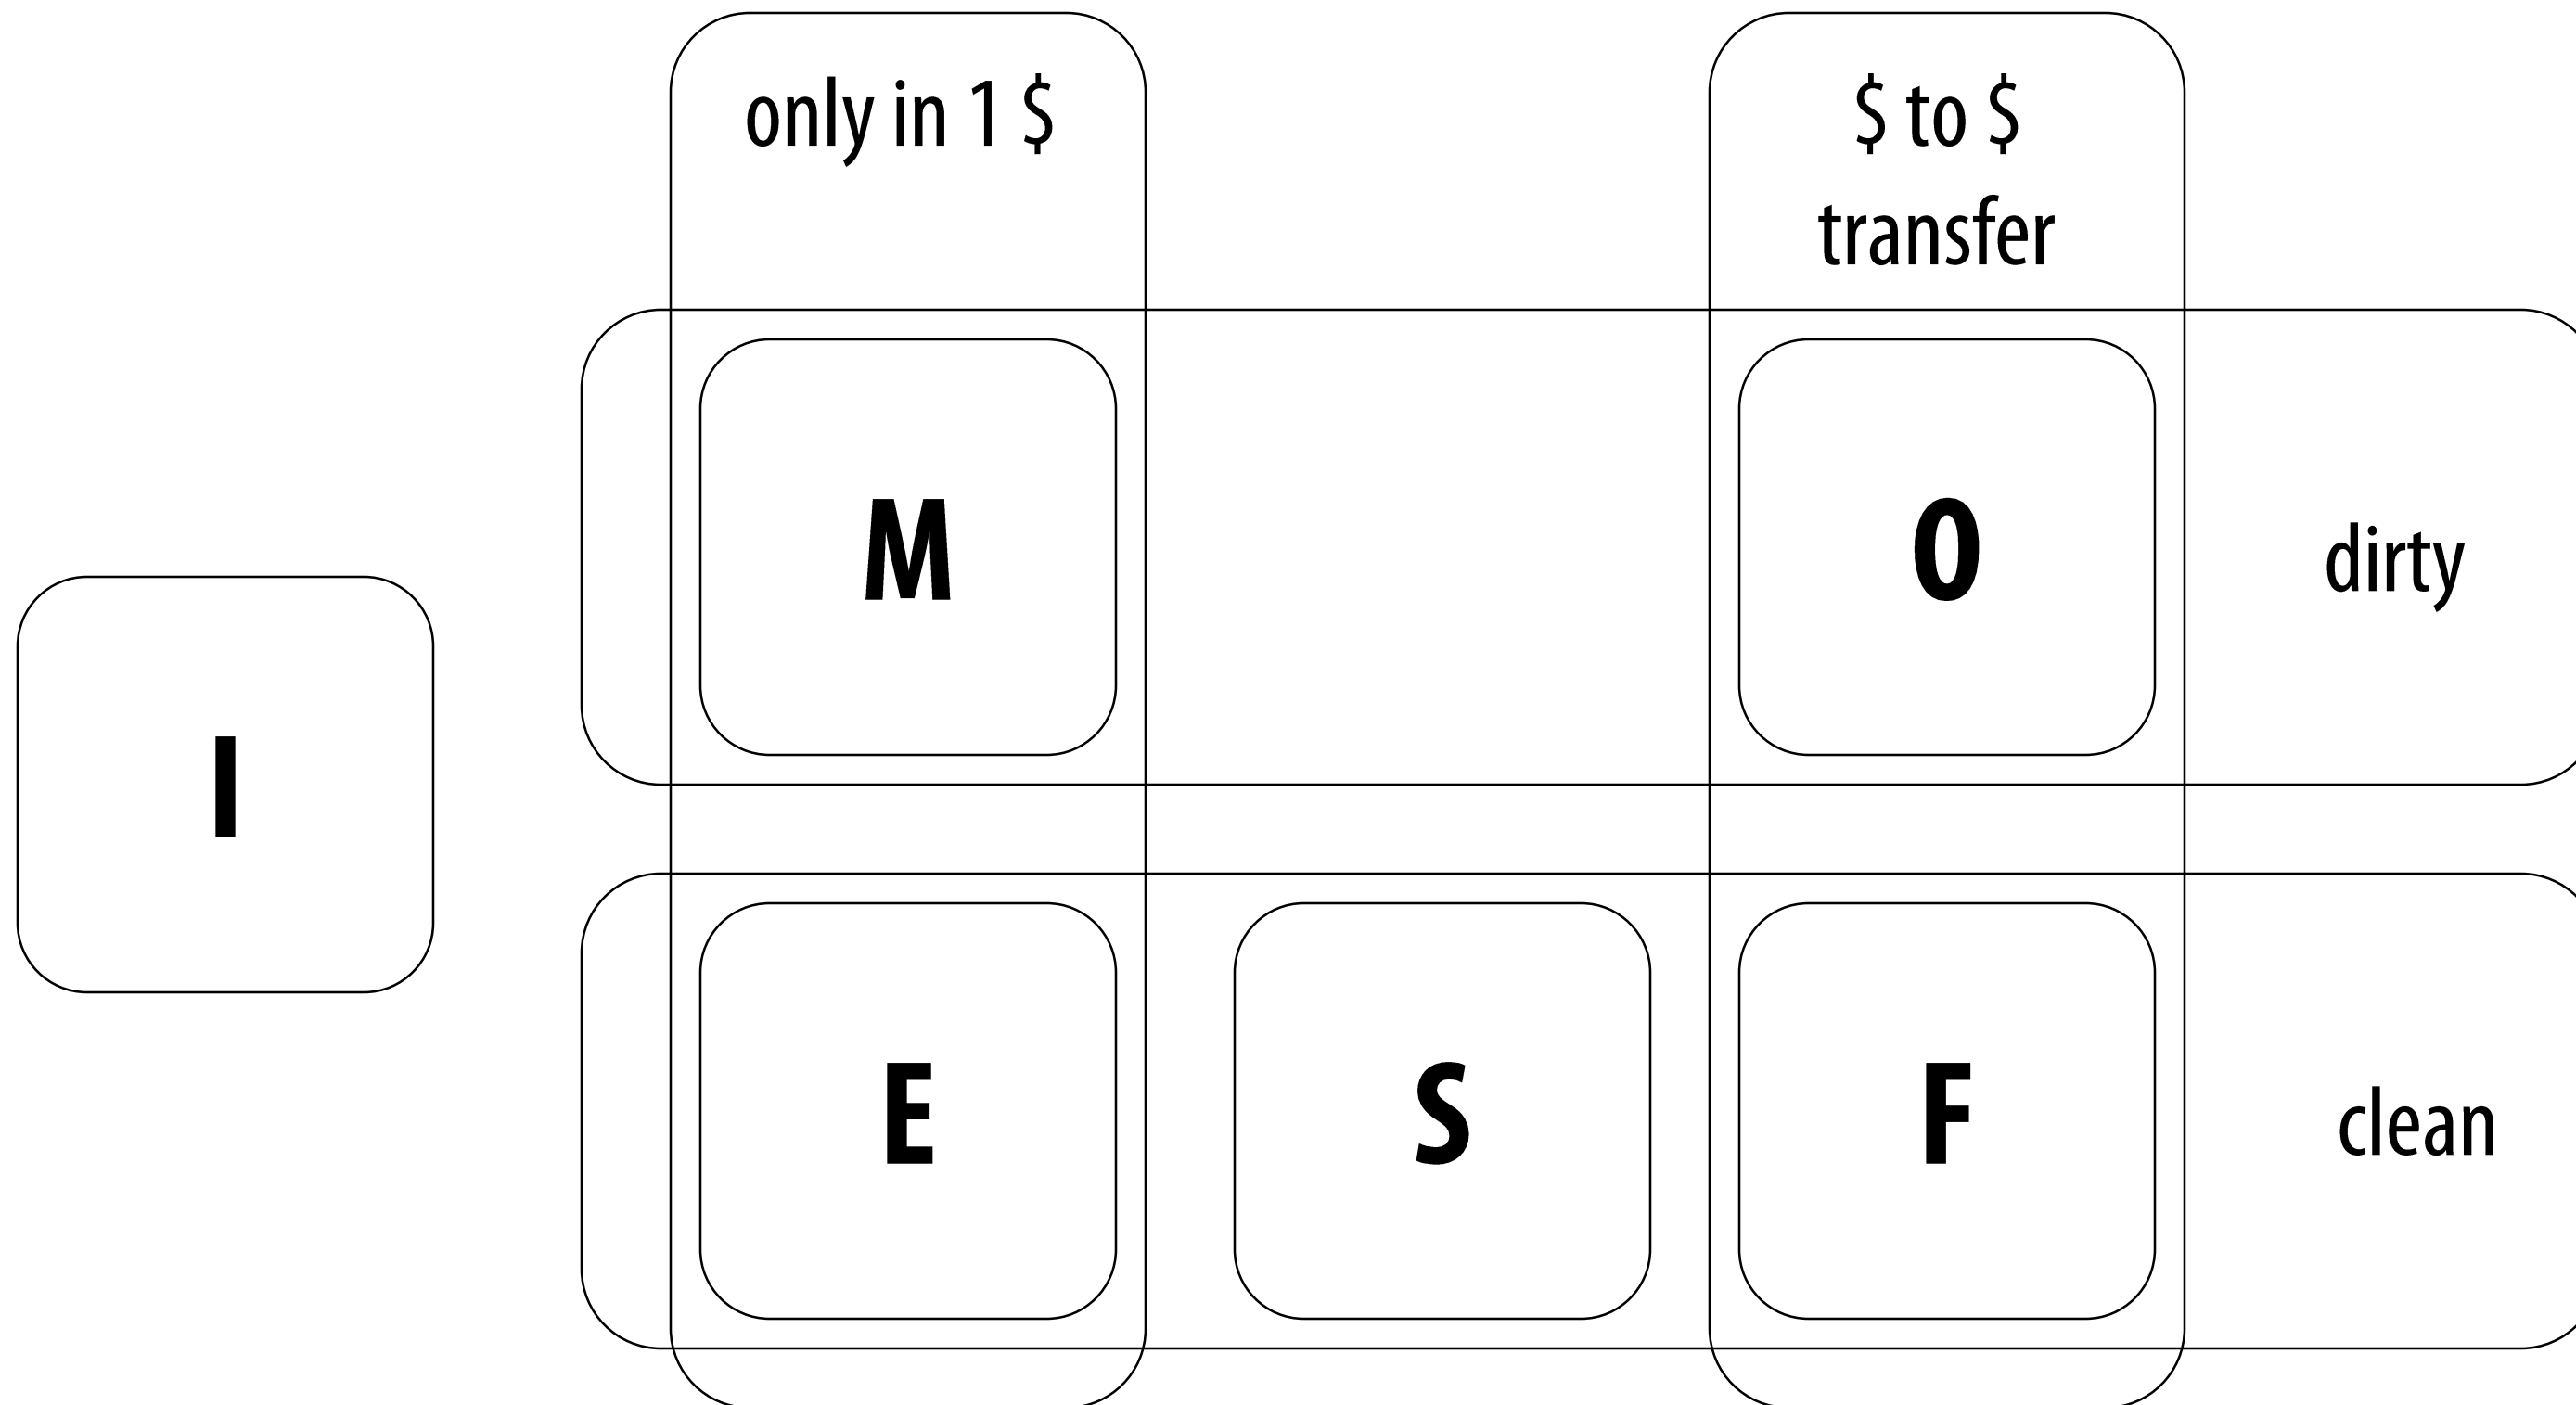 only in 1 $
$ to $
transfer
M
O
dirty
I
E
S
F
clean